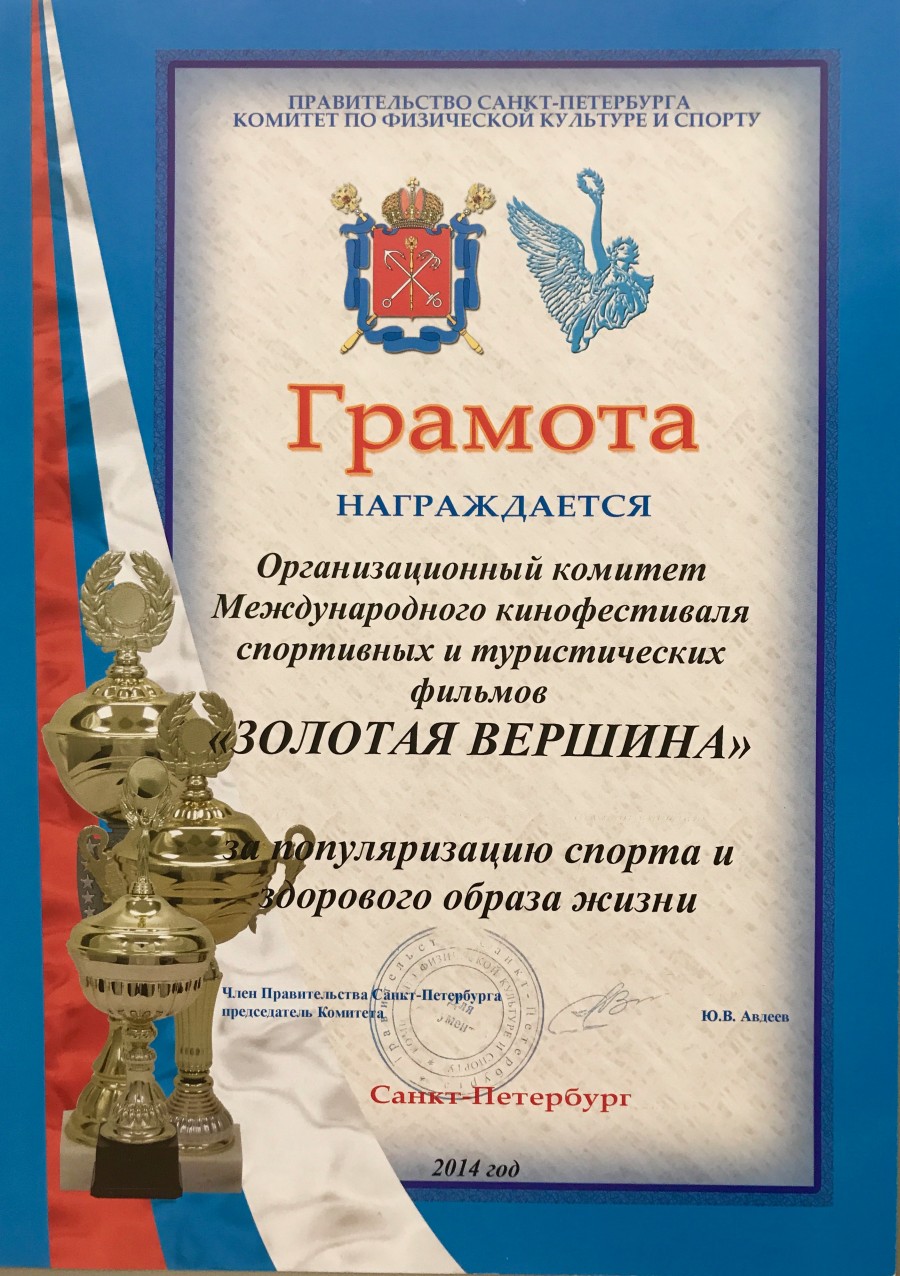 ПРАВИТЕЛЬСТВО САНКТ-ПЕТЕРБУРГА
КОМИТЕТ ПО ФИЗИЧЕСКОЙ КУЛЬТУРЕ И СПОРТУ
Грамота
НАГРАЖДАЕТСЯ
Организационный комитет
Международного кинофестиваля
спортивных и туристических
фильмов
«ЗОЛОТАЯ ВЕРШИНА»
за популяризацию спорта и
здорового образа жизни
Член Правительства Санкт-Петербурга
председатель Комитета
Ю.В. Авдеев
Санкт-Петербург
2014 год